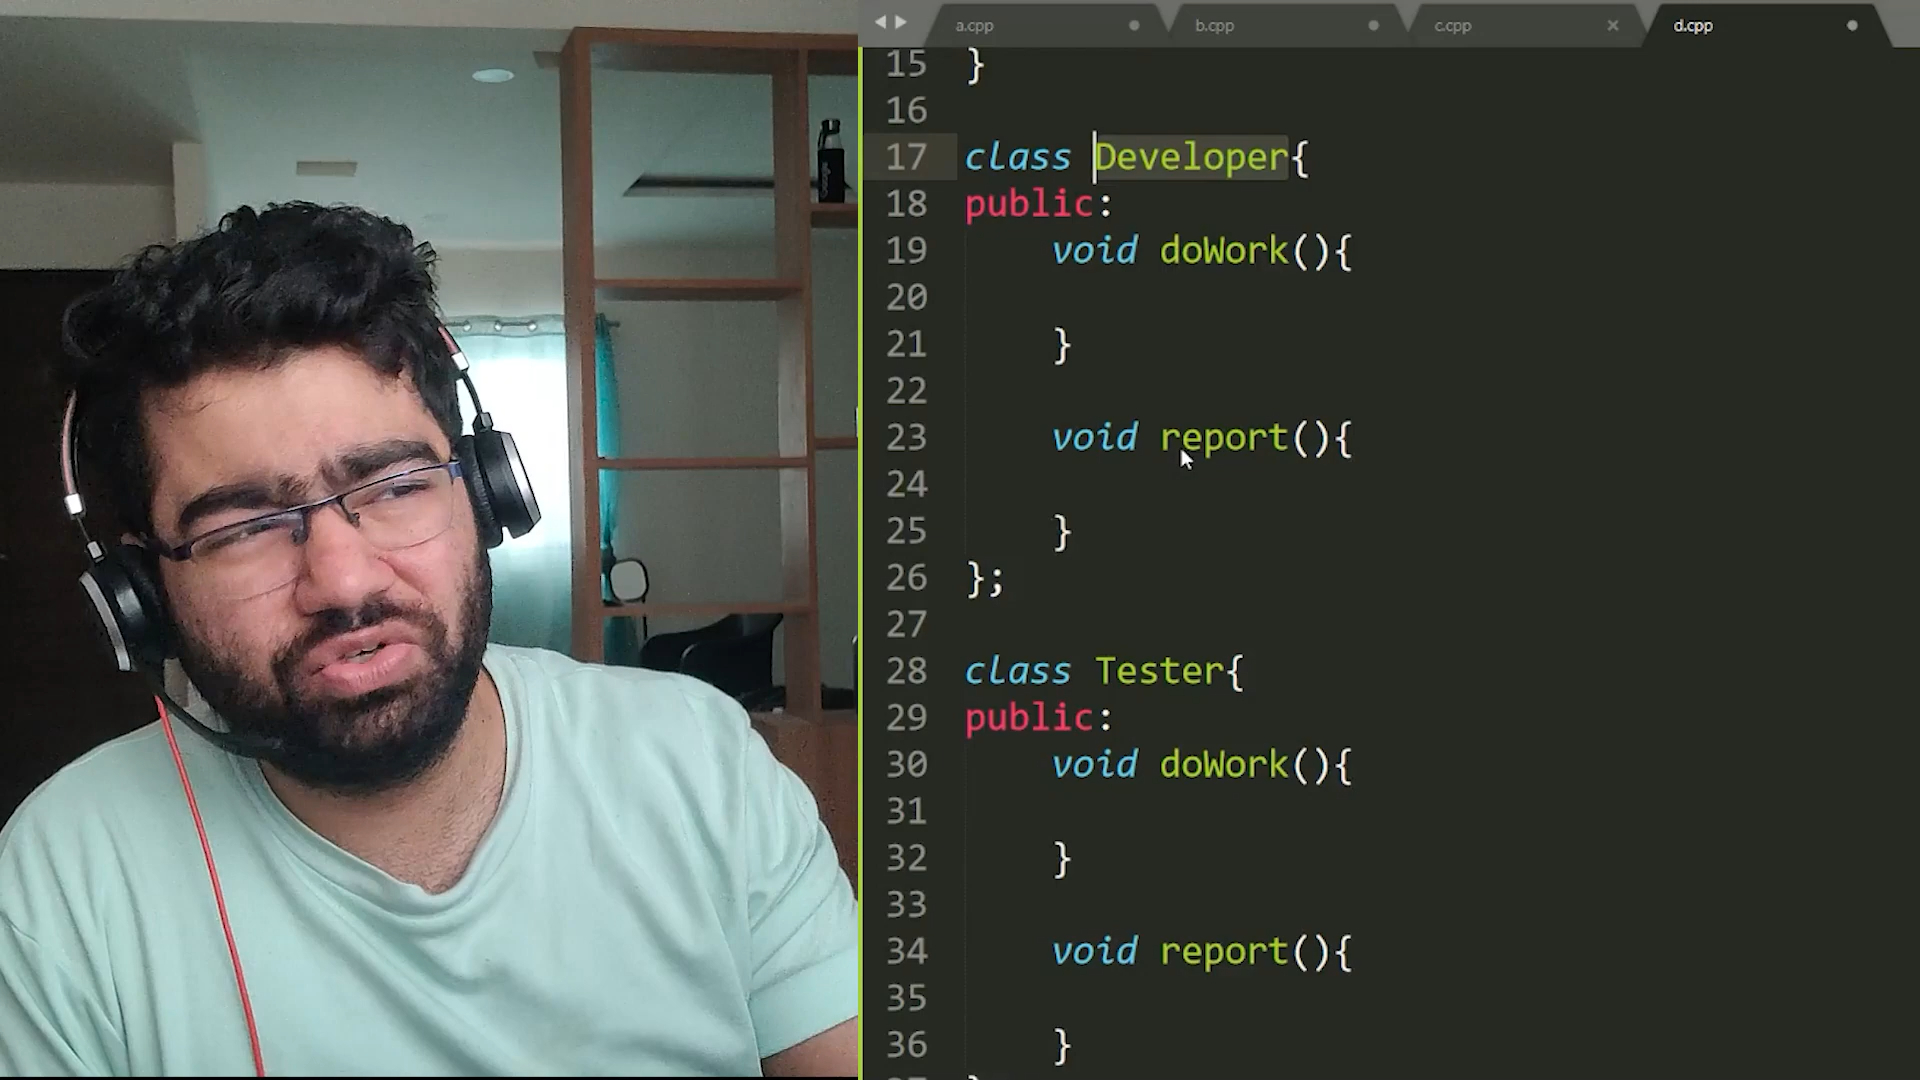 a.cpp b.cpp c.cpp d.cpp
15 }
16
17 class Developer{
18 public:
19 void doWork(){
20
21 }
22
23 void report(){
24
25 }
26 };
27
28 class Tester{
29 public:
30 void doWork(){
31
32 }
33
34 void report(){
35
36 }